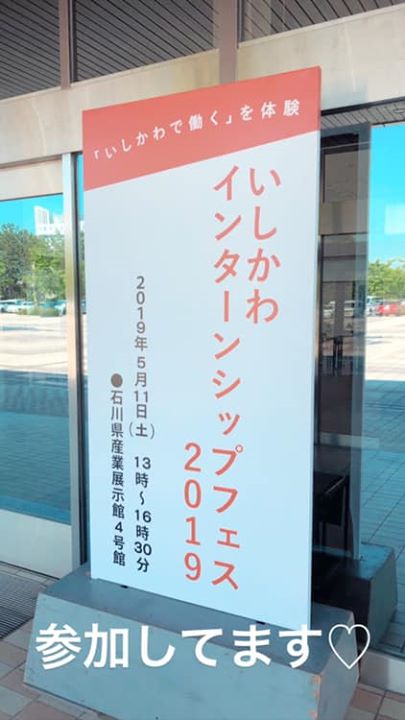 「いしかわで働く」を体験
いしかわ
インターンシップフェス
2019
2019年5月11日(土) 13時～16時30分
●石川県産業展示館4号館
参加してます♡